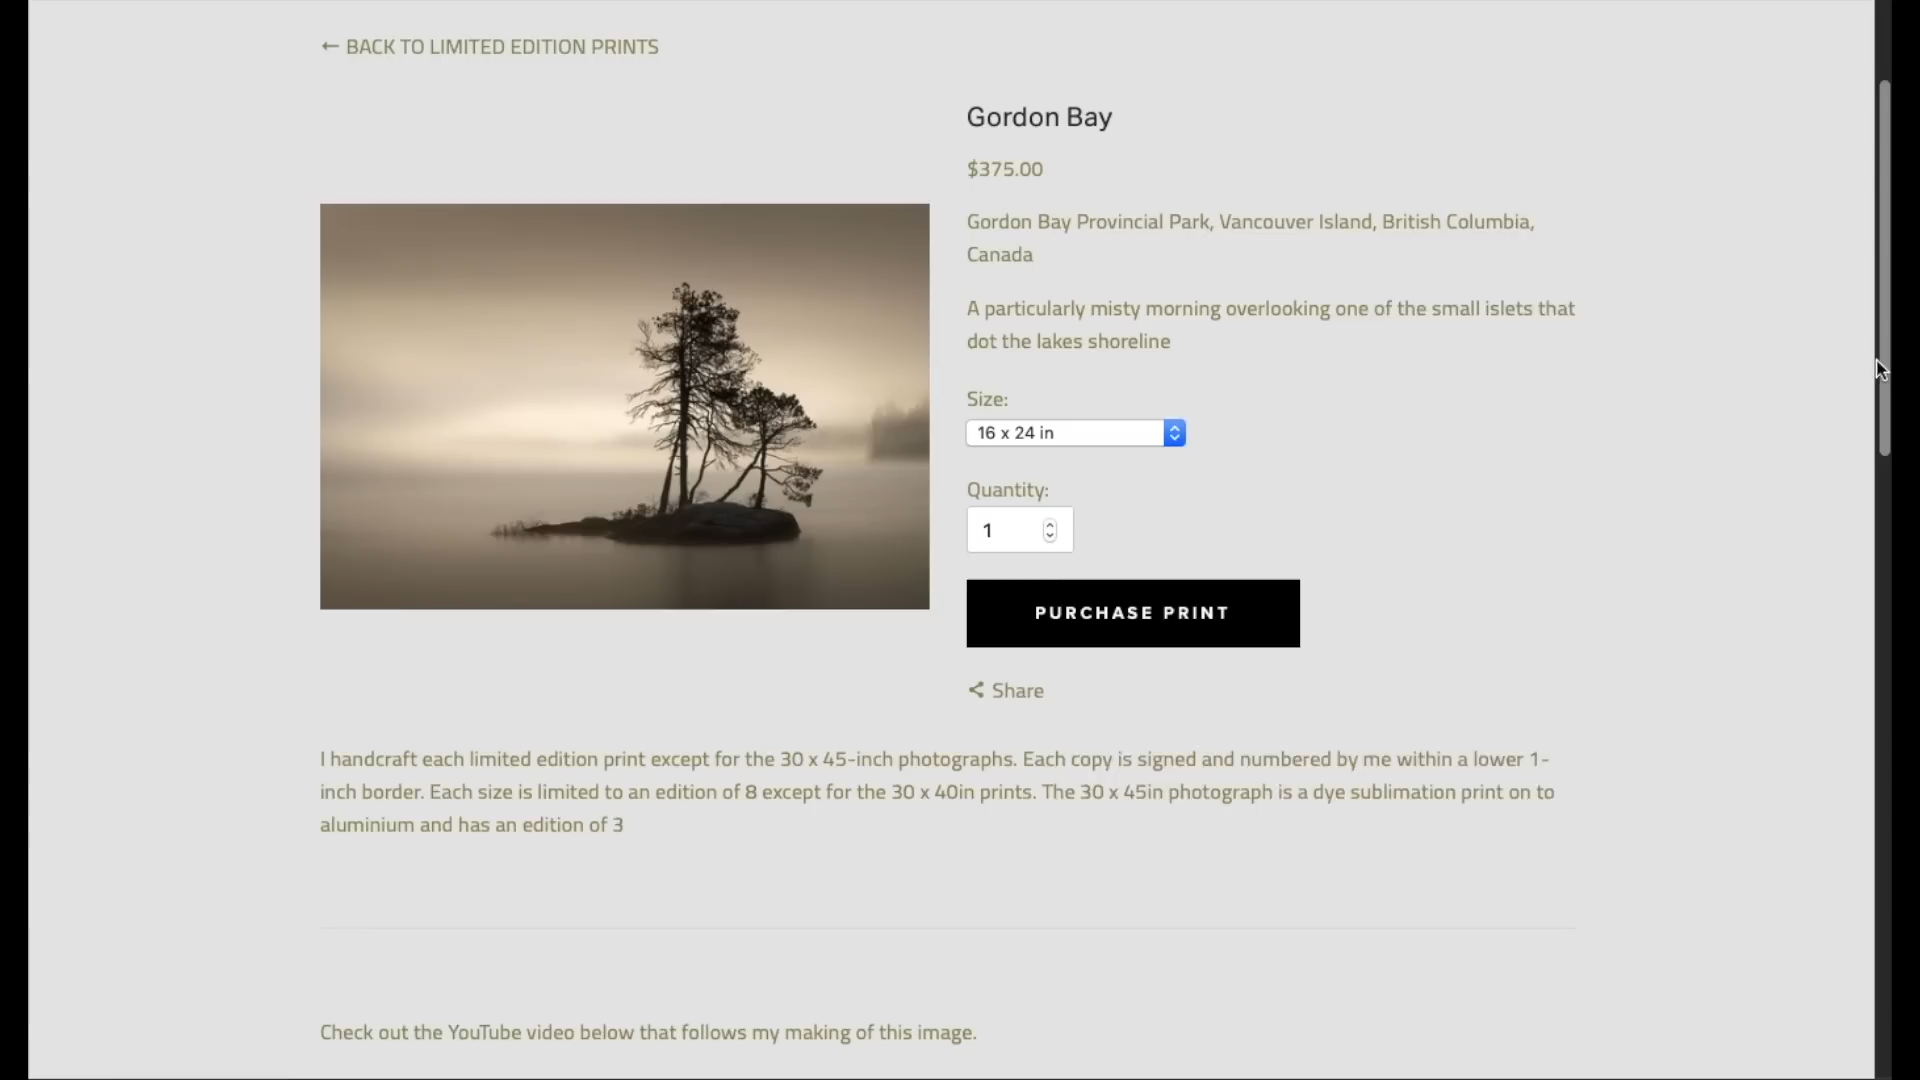 ← BACK TO LIMITED EDITION PRINTS
Gordon Bay
$375.00
Gordon Bay Provincial Park, Vancouver Island, British Columbia,
Canada
A particularly misty morning overlooking one of the small islets that
dot the lakes shoreline
Size:
16 x 24 in
Quantity:
1
PURCHASE PRINT
Share
I handcraft each limited edition print except for the 30 x 45-inch photographs. Each copy is signed and numbered by me within a lower 1-
inch border. Each size is limited to an edition of 8 except for the 30 x 40in prints. The 30 x 45in photograph is a dye sublimation print on to
aluminium and has an edition of 3
Check out the YouTube video below that follows my making of this image.